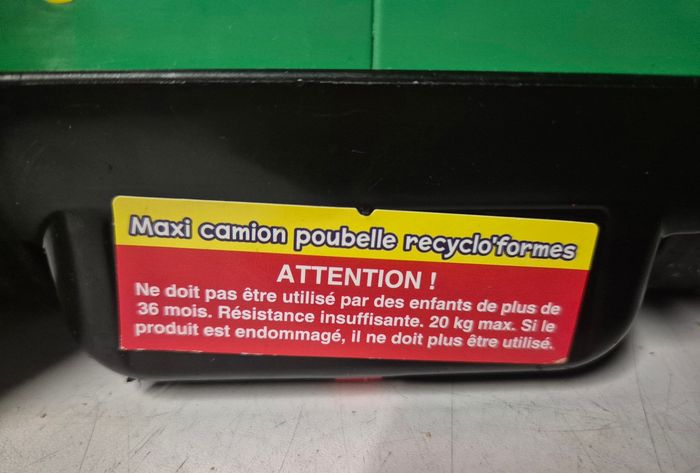 Maxi camion poubelle recyclo'formes
ATTENTION !
Ne doit pas être utilisé par des enfants de plus de
36 mois. Résistance insuffisante. 20 kg max. Si le
produit est endommagé, il ne doit plus être utilisé.